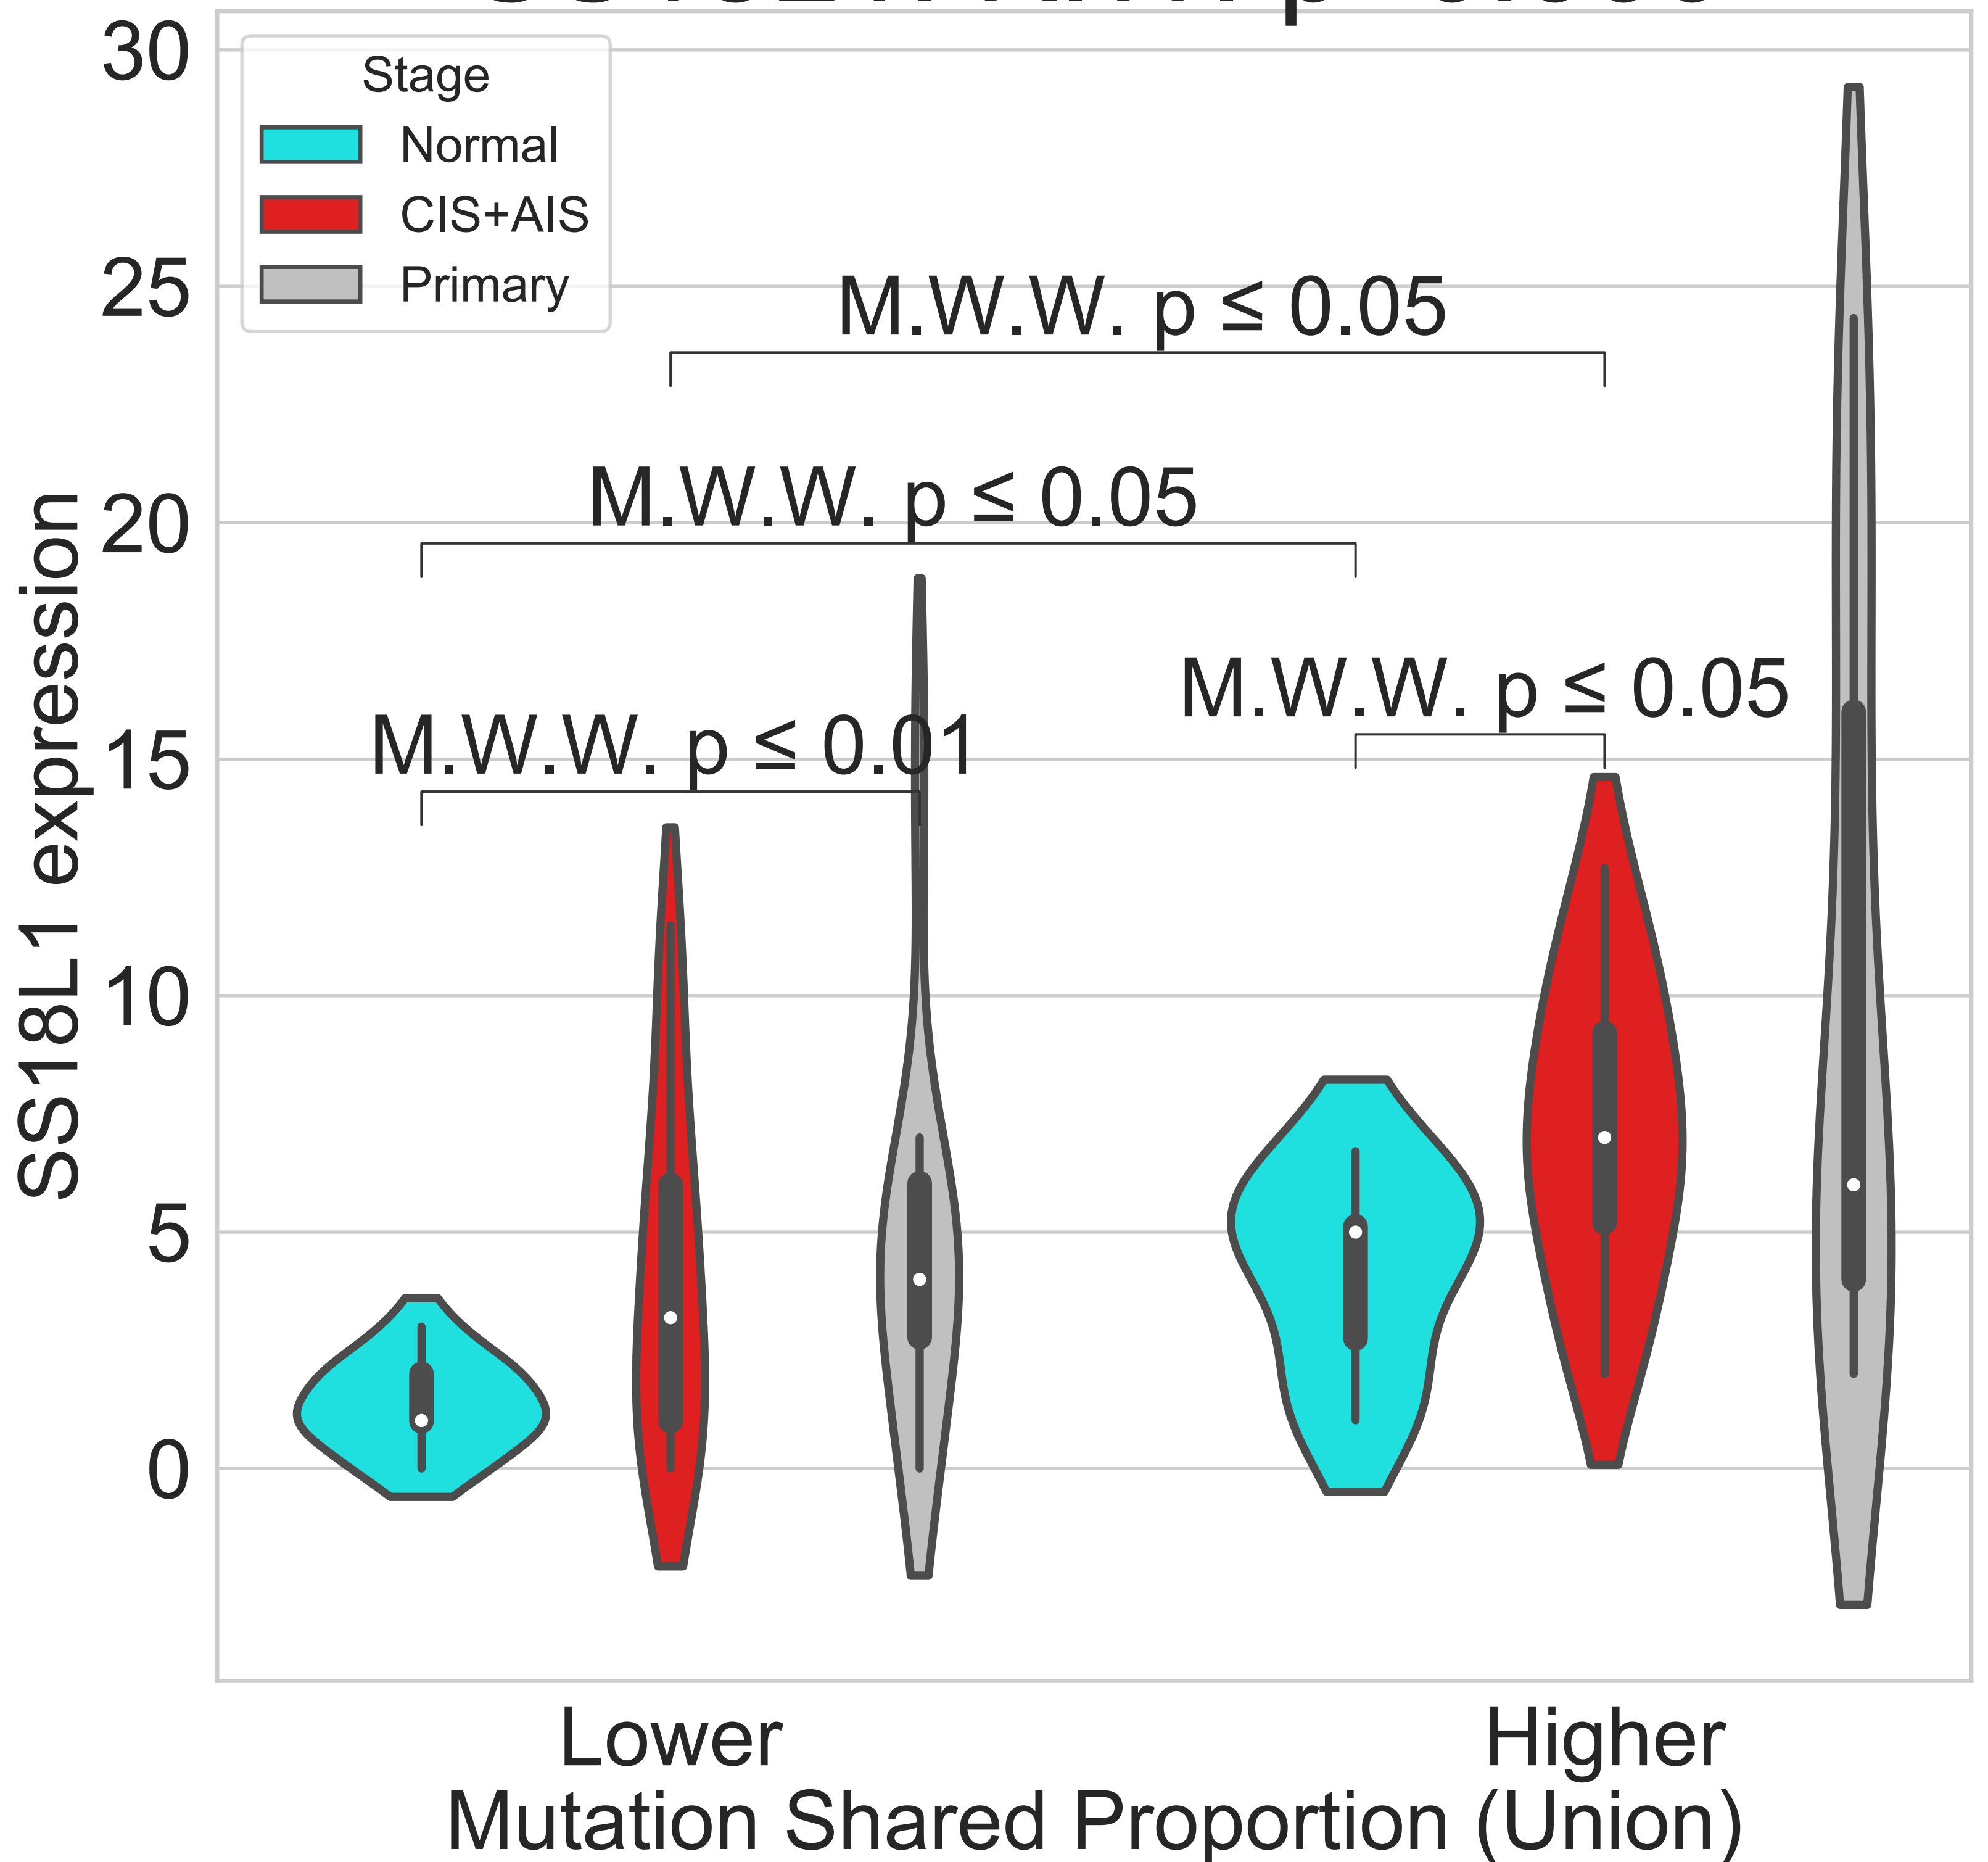 30
25
20
15
10
5
0
SS18L1 expression
Stage
Normal
CIS+AIS
Primary
M.W.W. p ≤ 0.05
M.W.W. p ≤ 0.05
M.W.W. p ≤ 0.05
M.W.W. p ≤ 0.01
Lower
Higher
Mutation Shared Proportion (Union)